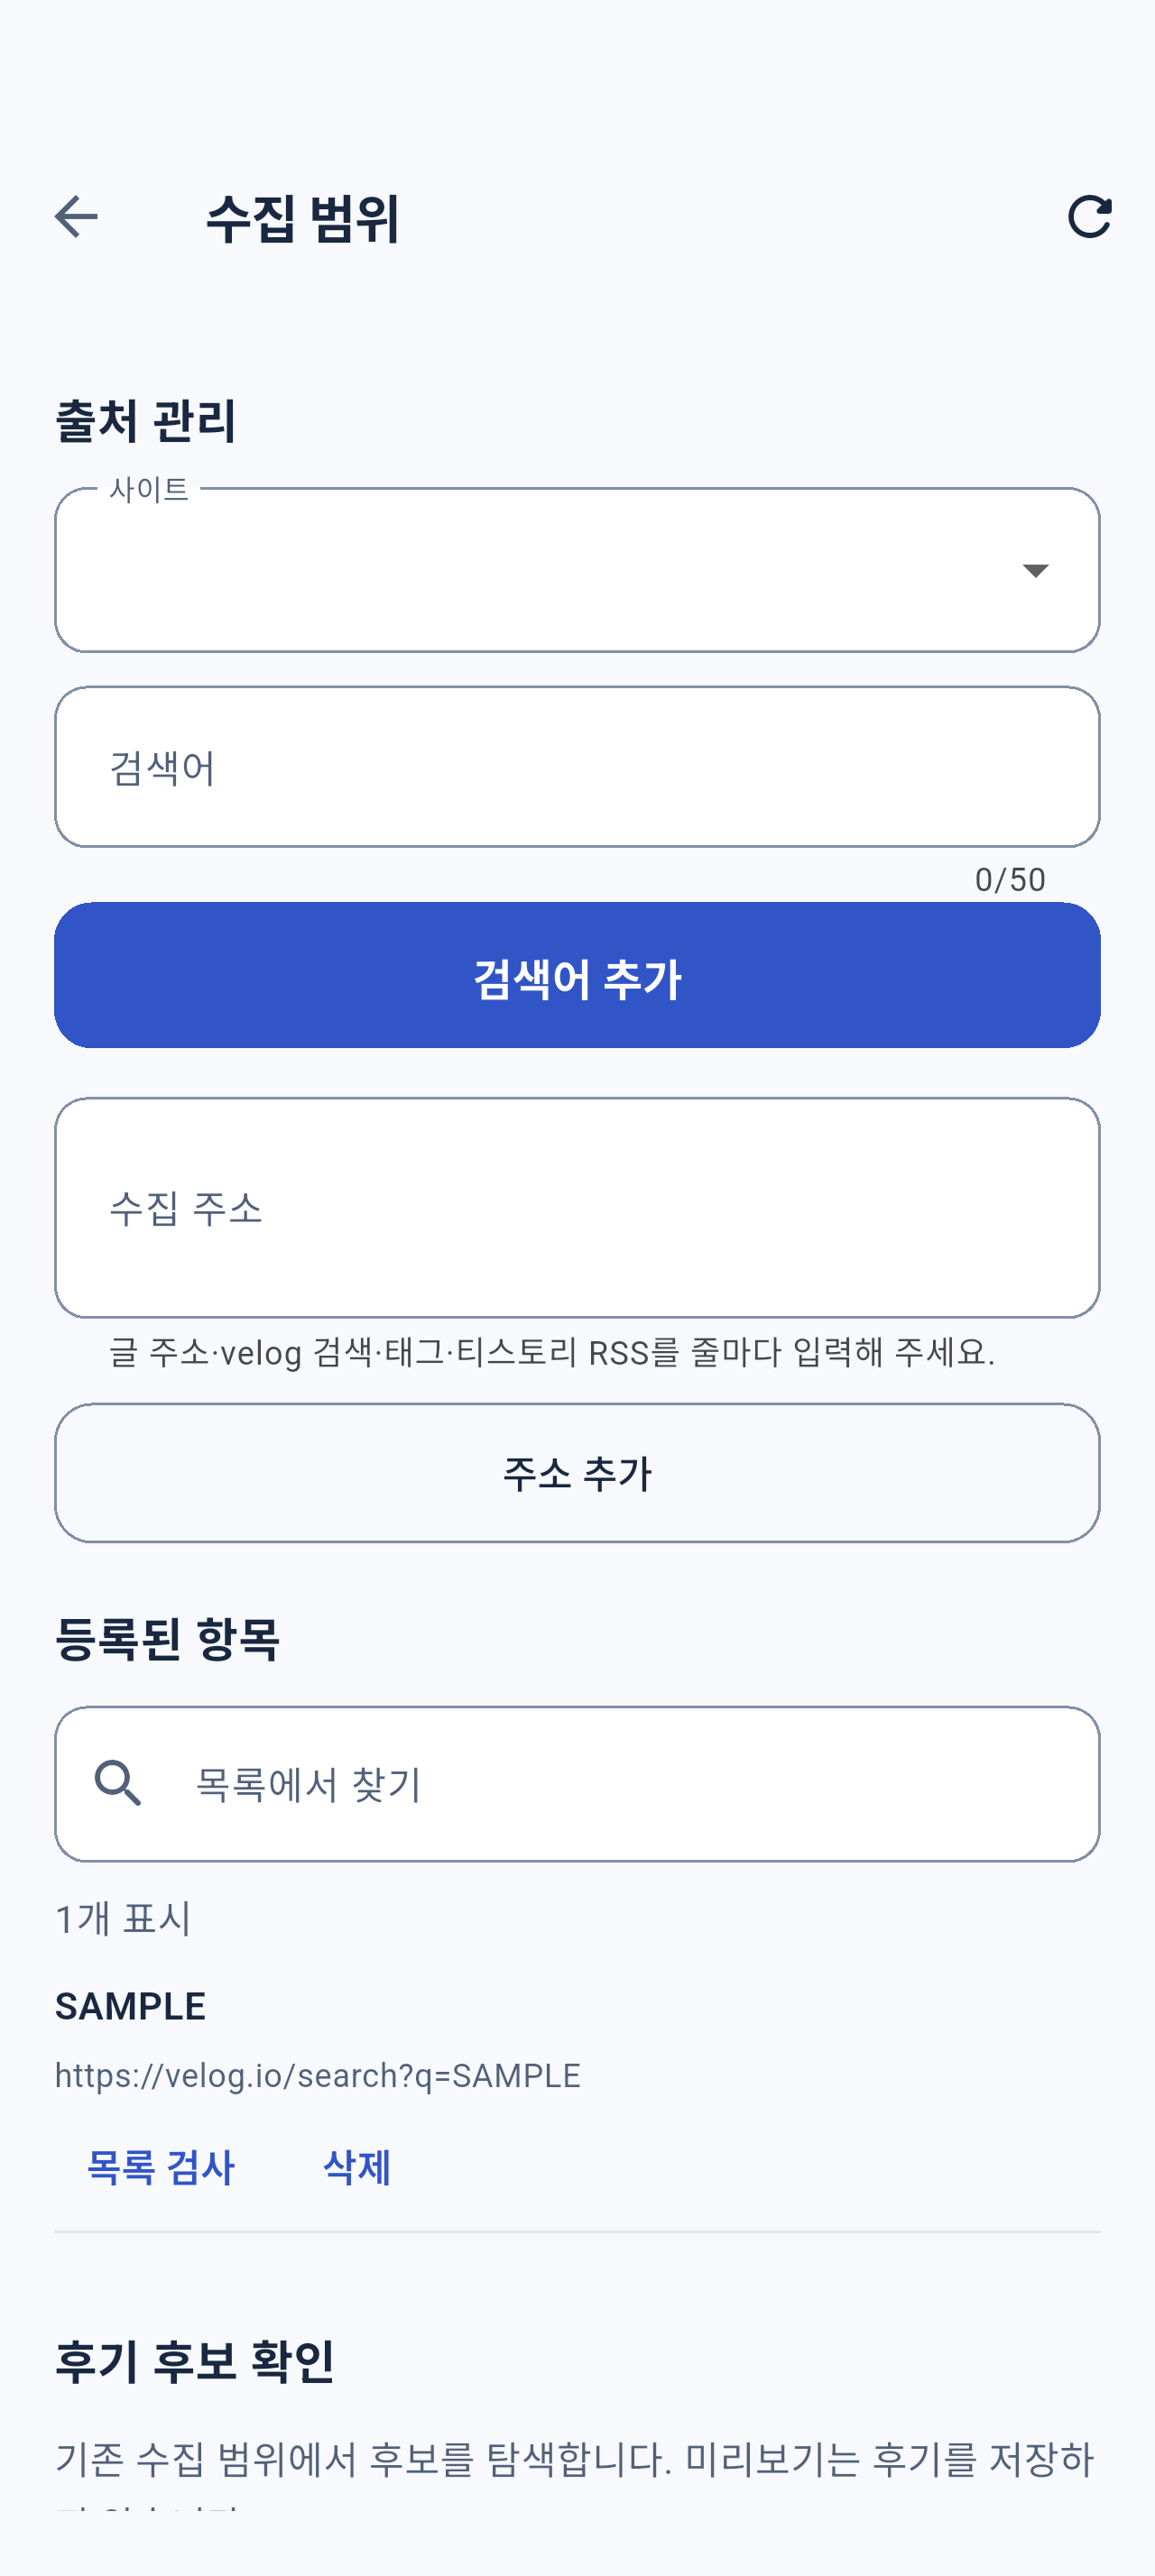 수집 범위
출처 관리
사이트
검색어
0/50
검색어 추가
수집 주소
글 주소·velog 검색·태그·티스토리 RSS를 줄마다 입력해 주세요.
주소 추가
등록된 항목
목록에서 찾기
1개 표시
SAMPLE
https://velog.io/search?q=SAMPLE
목록 검사 삭제
후기 후보 확인
기존 수집 범위에서 후보를 탐색합니다. 미리보기는 후기를 저장하